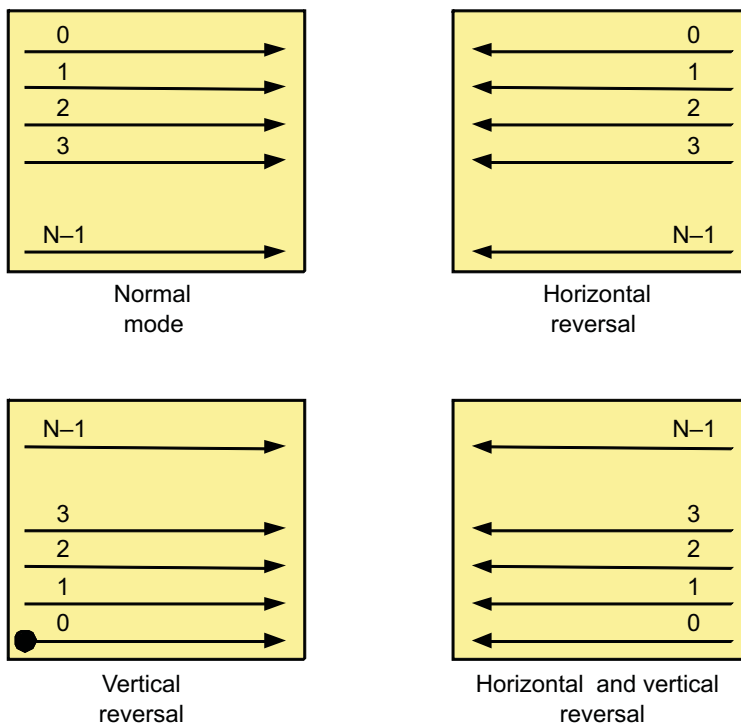 0
1
2
3
N–1
Normal
mode
0
1
2
3
N–1
Horizontal
reversal
N–1
3
2
1
0
Vertical
reversal
N–1
3
2
1
0
Horizontal and vertical
reversal